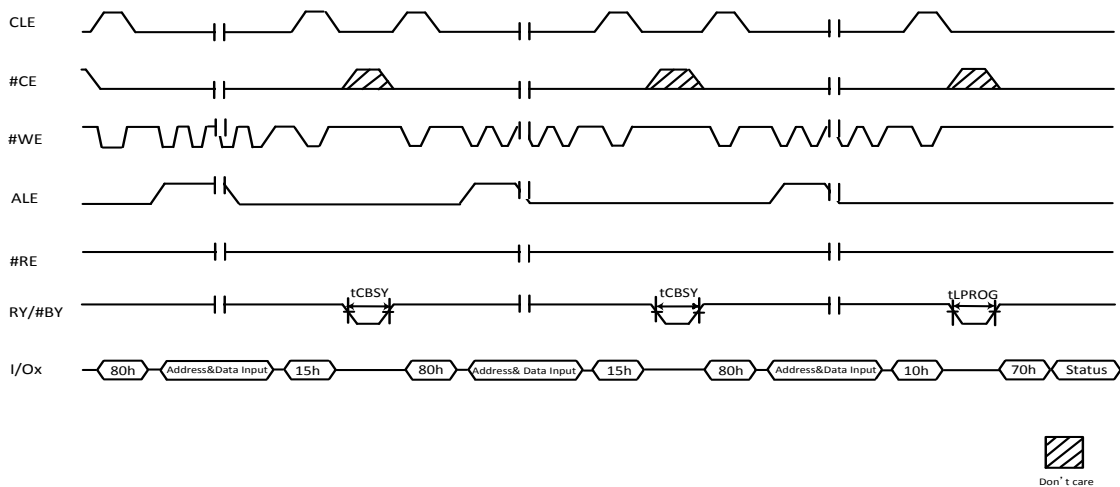 CLE
#CE
#WE
ALE
#RE
tCBSY tCBSY tLPROG
RY/#BY
I/Ox 80h Address&Data Input 15h 80h Address& Data Input 15h 80h Address&Data Input 10h 70h Status
Don't care